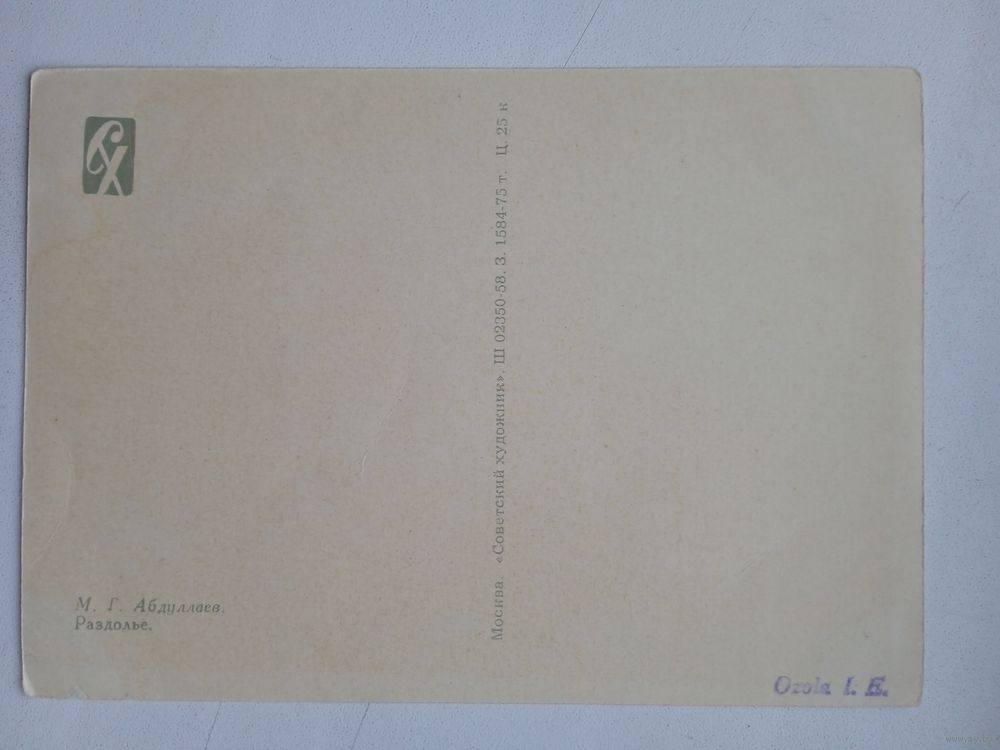 СХ
М. Г. Абдуллаев.
Раздолье.
Москва. «Советский художник». Ш 02350-58. З. 1584-75 т. Ц. 25 к
Ozola I. E.